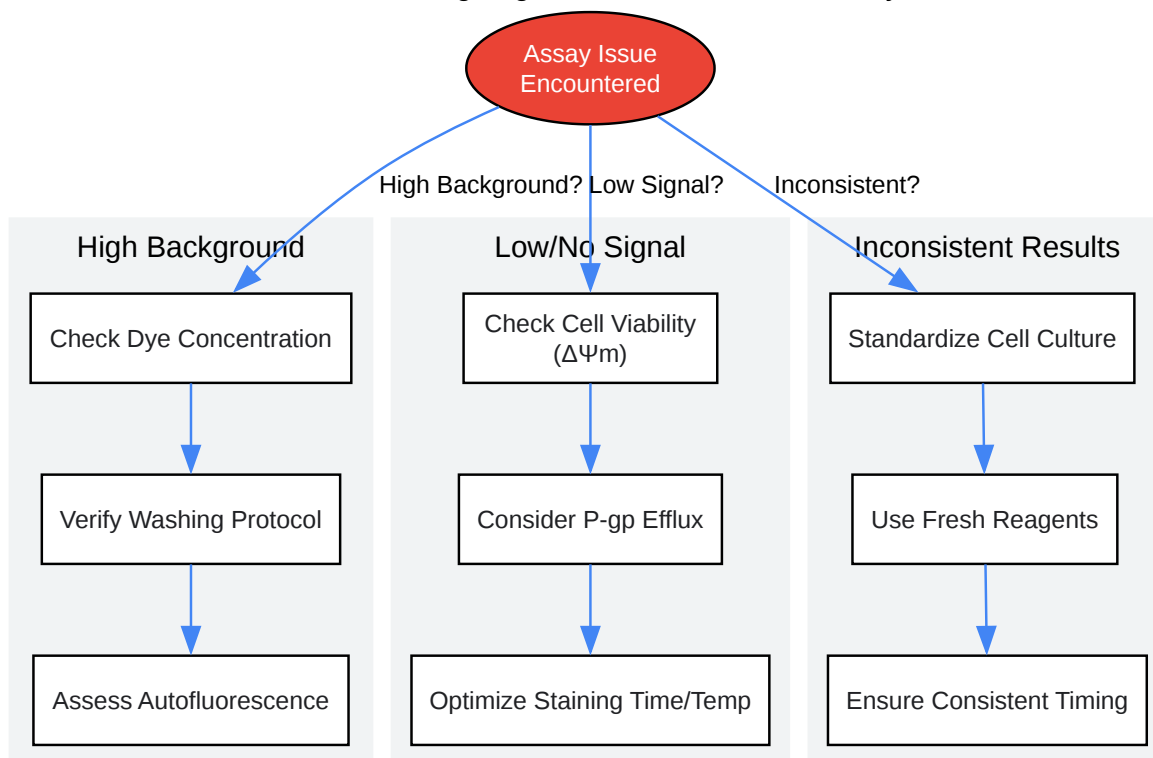 Assay Issue
Encountered
High Background?
Low Signal?
Inconsistent?
High Background
Low/No Signal
Inconsistent Results
Check Dye Concentration
Check Cell Viability
(ΔΨm)
Standardize Cell Culture
Verify Washing Protocol
Consider P-gp Efflux
Use Fresh Reagents
Assess Autofluorescence
Optimize Staining Time/Temp
Ensure Consistent Timing